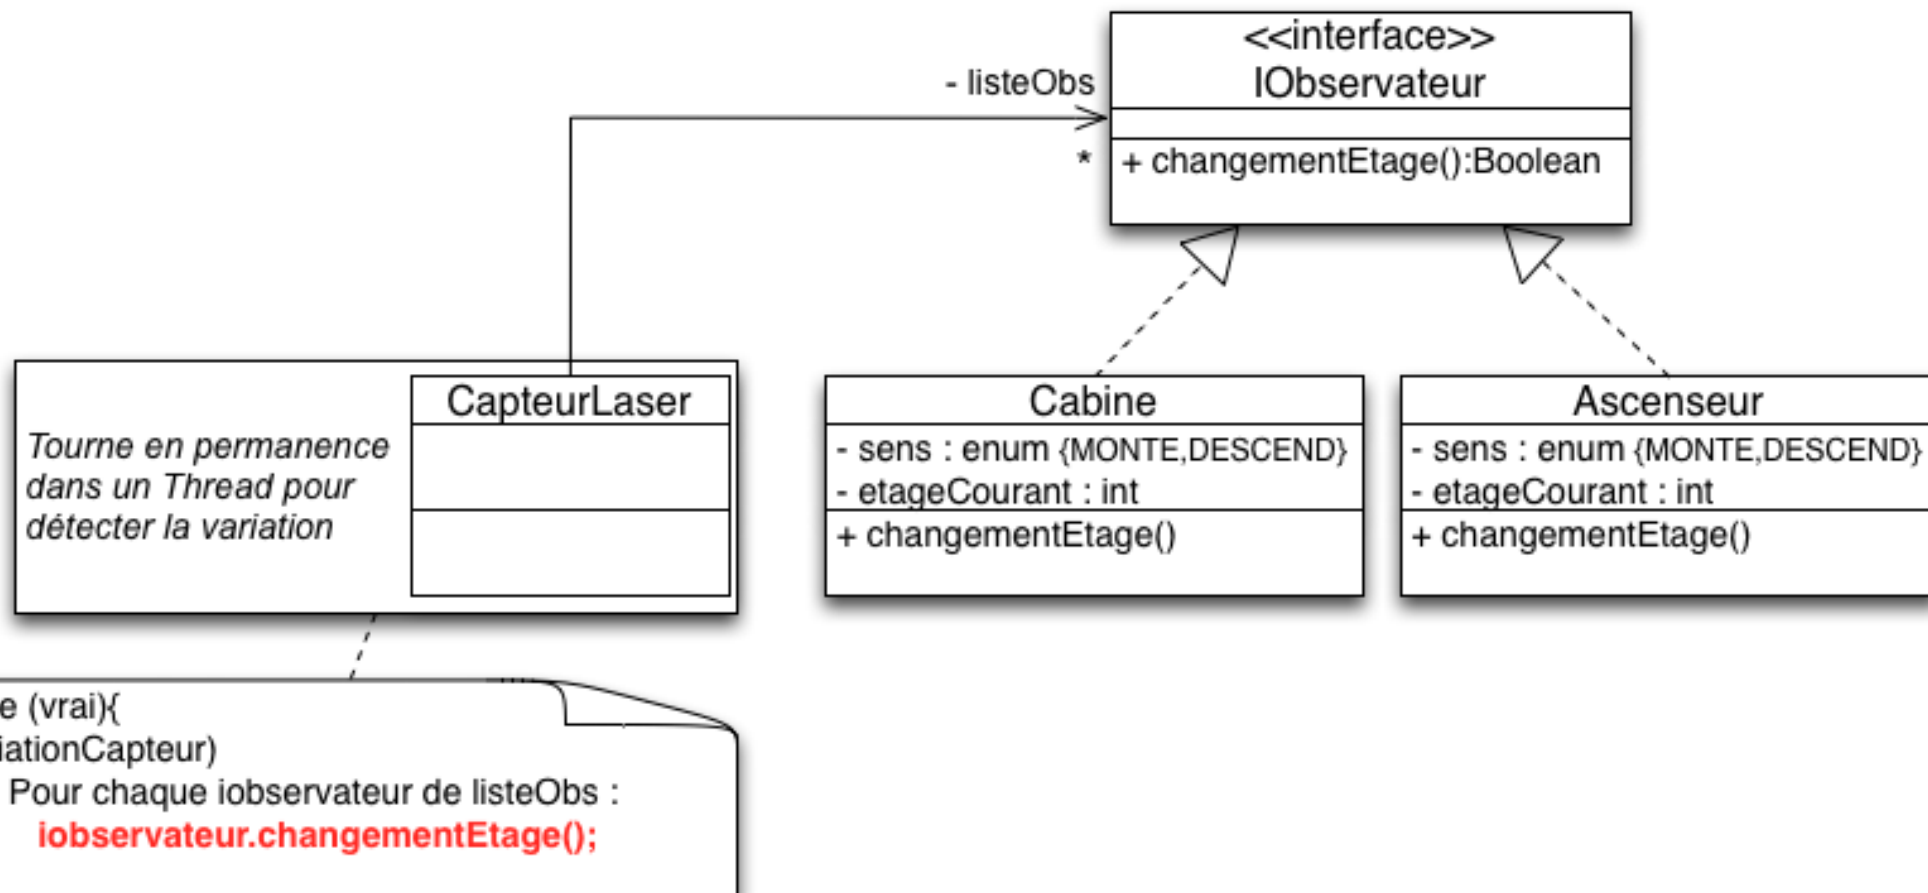 <<interface>>
IObservateur
- listeObs
*
+ changementEtage():Boolean
CapteurLaser
Tourne en permanence
dans un Thread pour
détecter la variation
Cabine
- sens : enum {MONTE,DESCEND}
- etageCourant : int
+ changementEtage()
Ascenseur
- sens : enum {MONTE,DESCEND}
- etageCourant : int
+ changementEtage()
e (vrai){
iationCapteur)
Pour chaque iobservateur de listeObs :
iobservateur.changementEtage();